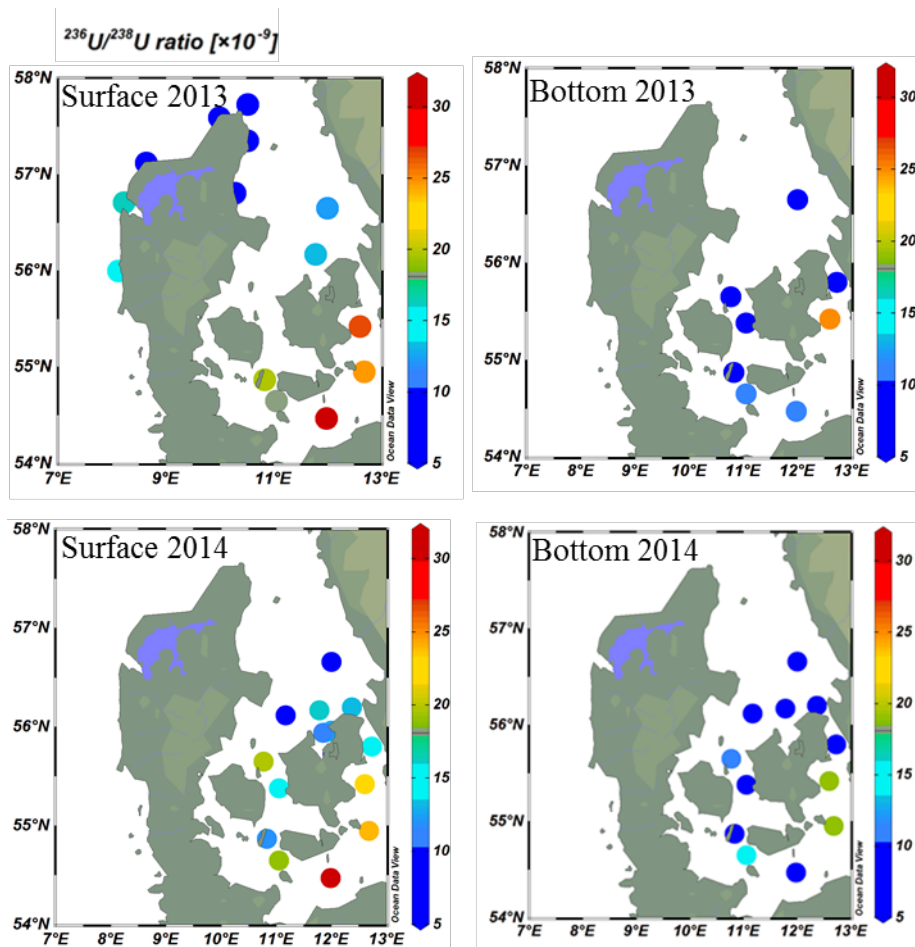 ²³⁶U/²³⁸U ratio [×10⁻⁹]
Surface 2013
58°N
57°N
56°N
55°N
54°N
7°E 9°E 11°E 13°E
30
25
20
15
10
5
Ocean Data View
Bottom 2013
58°N
57°N
56°N
55°N
54°N
7°E 8°E 9°E 10°E 11°E 12°E 13°E
30
25
20
15
10
5
Ocean Data View
Surface 2014
58°N
57°N
56°N
55°N
54°N
7°E 8°E 9°E 10°E 11°E 12°E 13°E
30
25
20
15
10
5
Ocean Data View
Bottom 2014
58°N
57°N
56°N
55°N
54°N
7°E 8°E 9°E 10°E 11°E 12°E 13°E
30
25
20
15
10
5
Ocean Data View